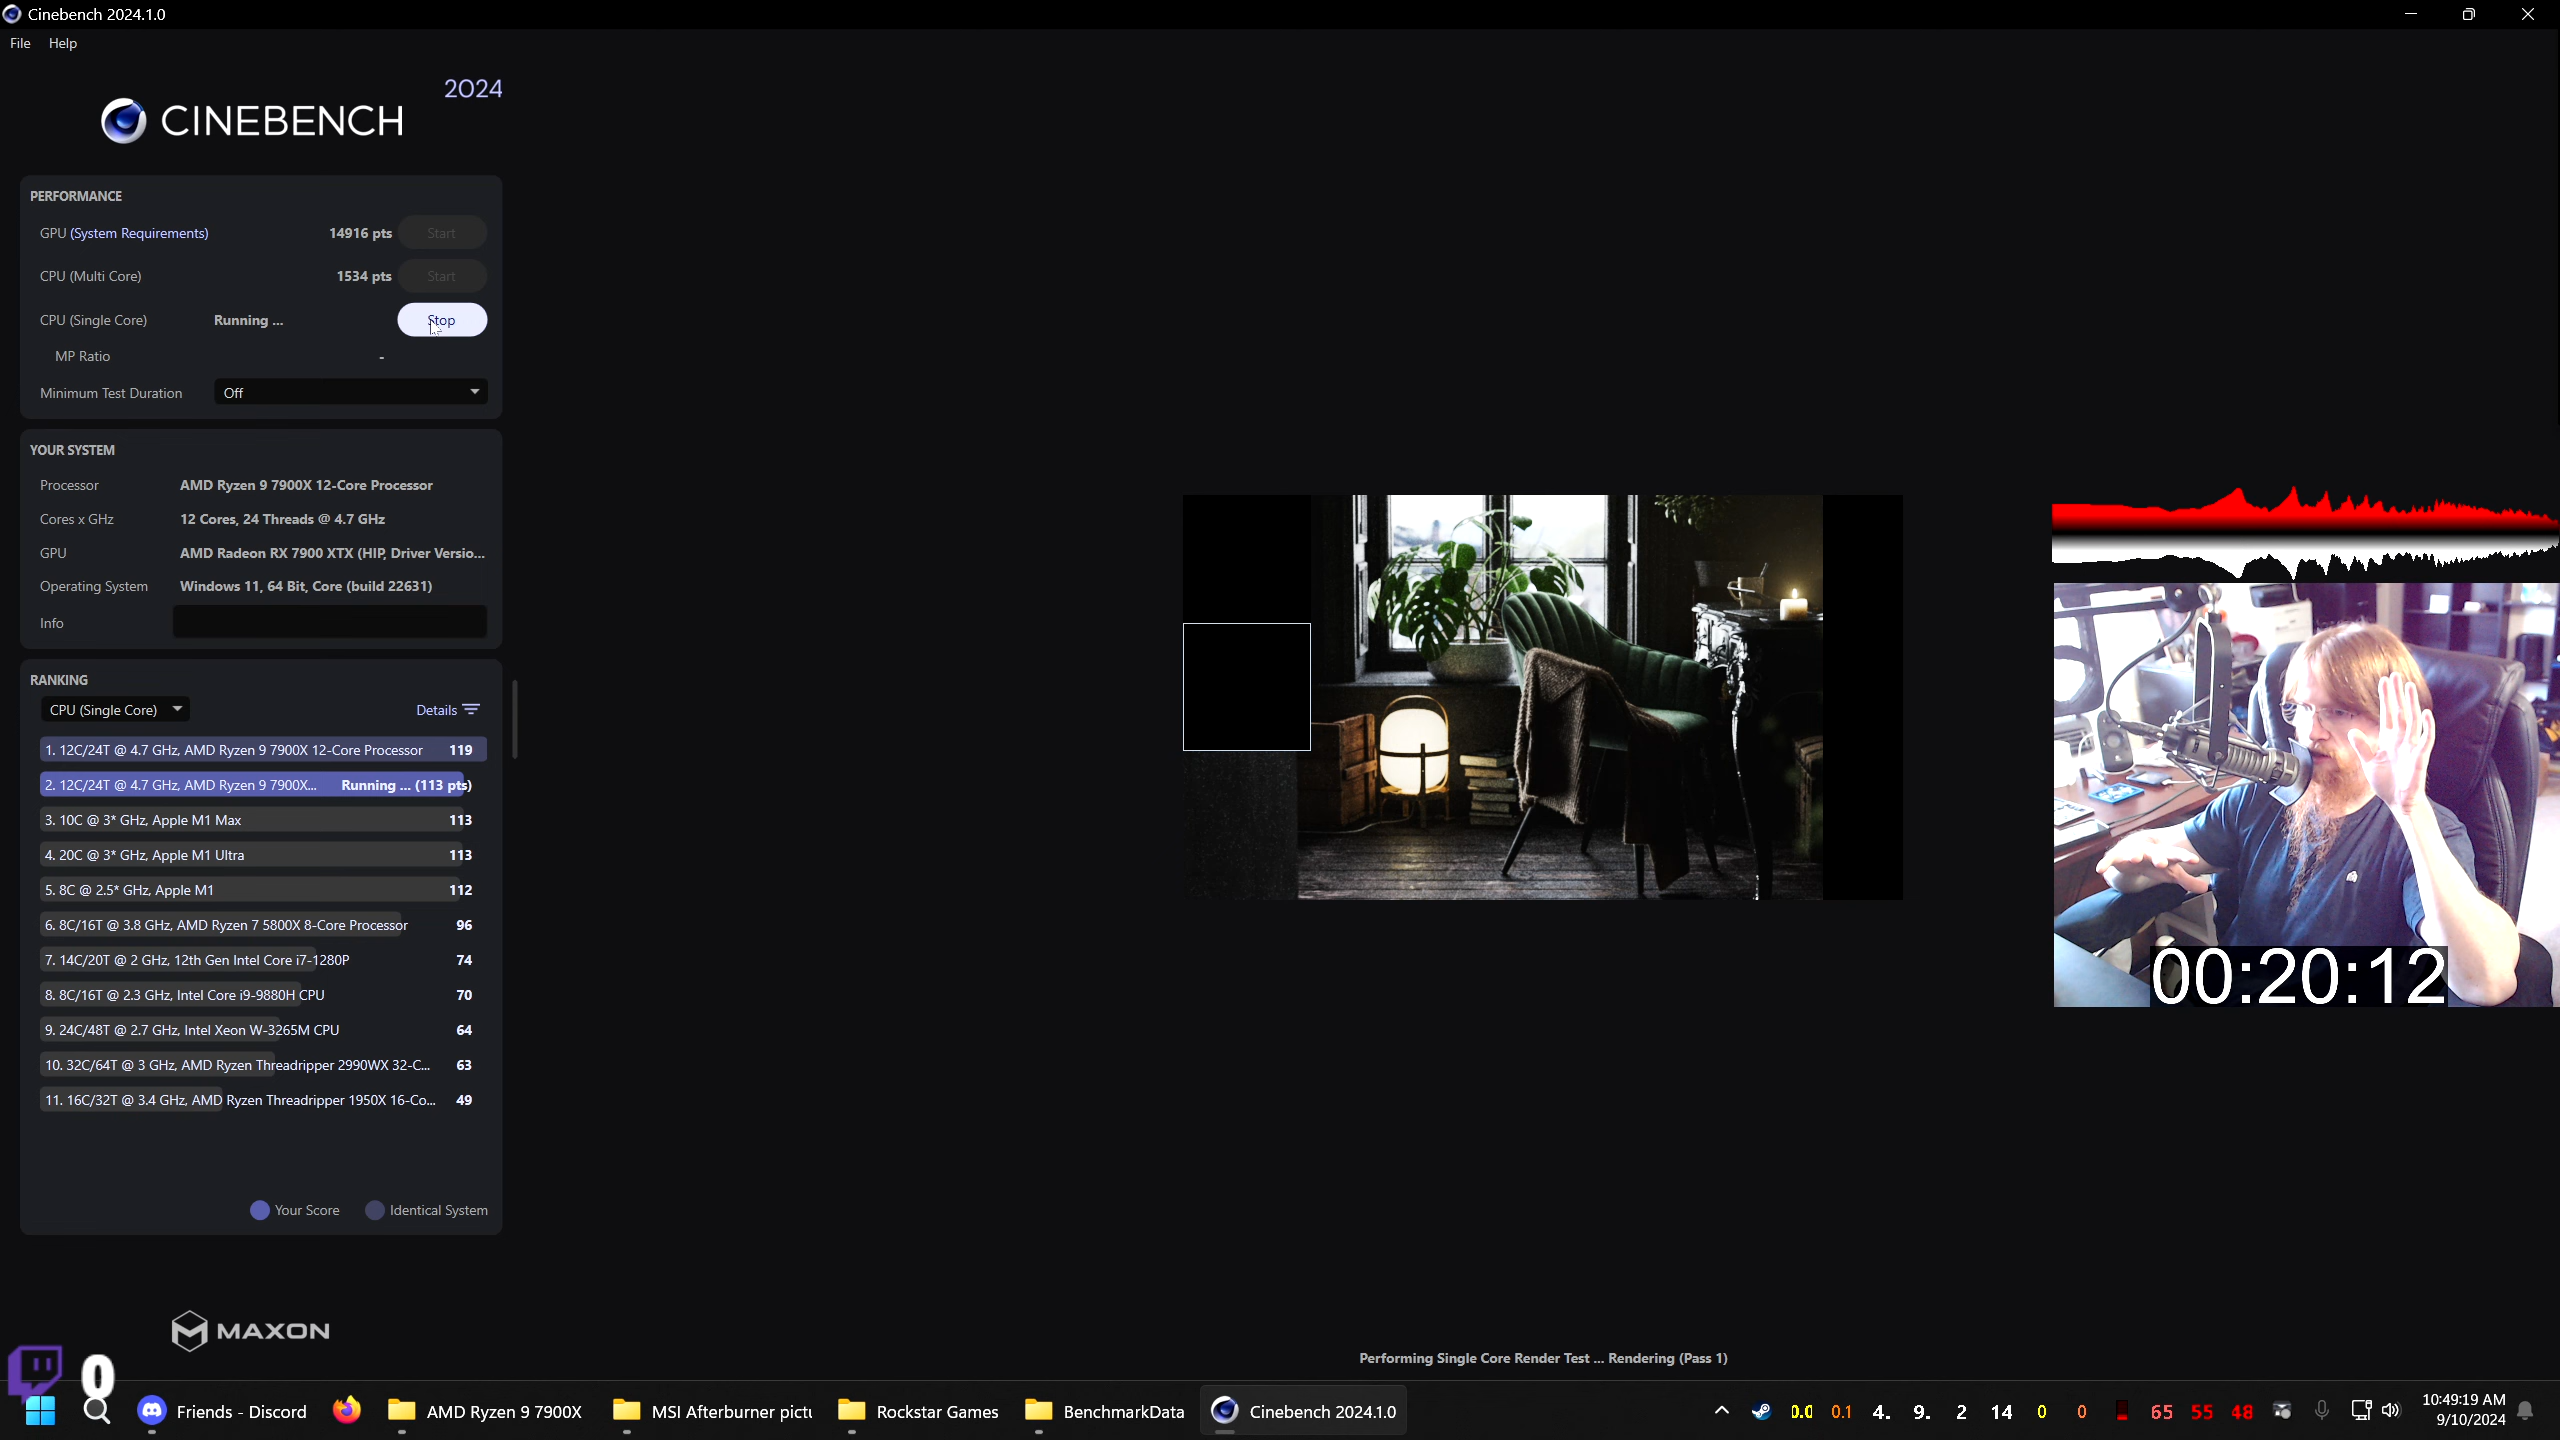 Cinebench 2024.1.0
File Help
2024
CINEBENCH
PERFORMANCE
GPU (System Requirements) 14916 pts Start
CPU (Multi Core) 1534 pts Start
CPU (Single Core) Running ... Stop
MP Ratio -
Minimum Test Duration Off
YOUR SYSTEM
Processor AMD Ryzen 9 7900X 12-Core Processor
Cores x GHz 12 Cores, 24 Threads @ 4.7 GHz
GPU AMD Radeon RX 7900 XTX (HIP, Driver Versio...
Operating System Windows 11, 64 Bit, Core (build 22631)
Info
RANKING
CPU (Single Core) Details
1. 12C/24T @ 4.7 GHz, AMD Ryzen 9 7900X 12-Core Processor 119
2. 12C/24T @ 4.7 GHz, AMD Ryzen 9 7900X... Running ... (113 pts)
3. 10C @ 3* GHz, Apple M1 Max 113
4. 20C @ 3* GHz, Apple M1 Ultra 113
5. 8C @ 2.5* GHz, Apple M1 112
6. 8C/16T @ 3.8 GHz, AMD Ryzen 7 5800X 8-Core Processor 96
7. 14C/20T @ 2 GHz, 12th Gen Intel Core i7-1280P 74
8. 8C/16T @ 2.3 GHz, Intel Core i9-9880H CPU 70
9. 24C/48T @ 2.7 GHz, Intel Xeon W-3265M CPU 64
10. 32C/64T @ 3 GHz, AMD Ryzen Threadripper 2990WX 32-C... 63
11. 16C/32T @ 3.4 GHz, AMD Ryzen Threadripper 1950X 16-Co... 49
Your Score Identical System
00:20:12
MAXON
Performing Single Core Render Test ... Rendering (Pass 1)
0
Friends - Discord AMD Ryzen 9 7900X MSI Afterburner pictu Rockstar Games BenchmarkData Cinebench 2024.1.0 0.0 0.1 4. 9. 2 14 0 0 65 55 48 10:49:19 AM
9/10/2024